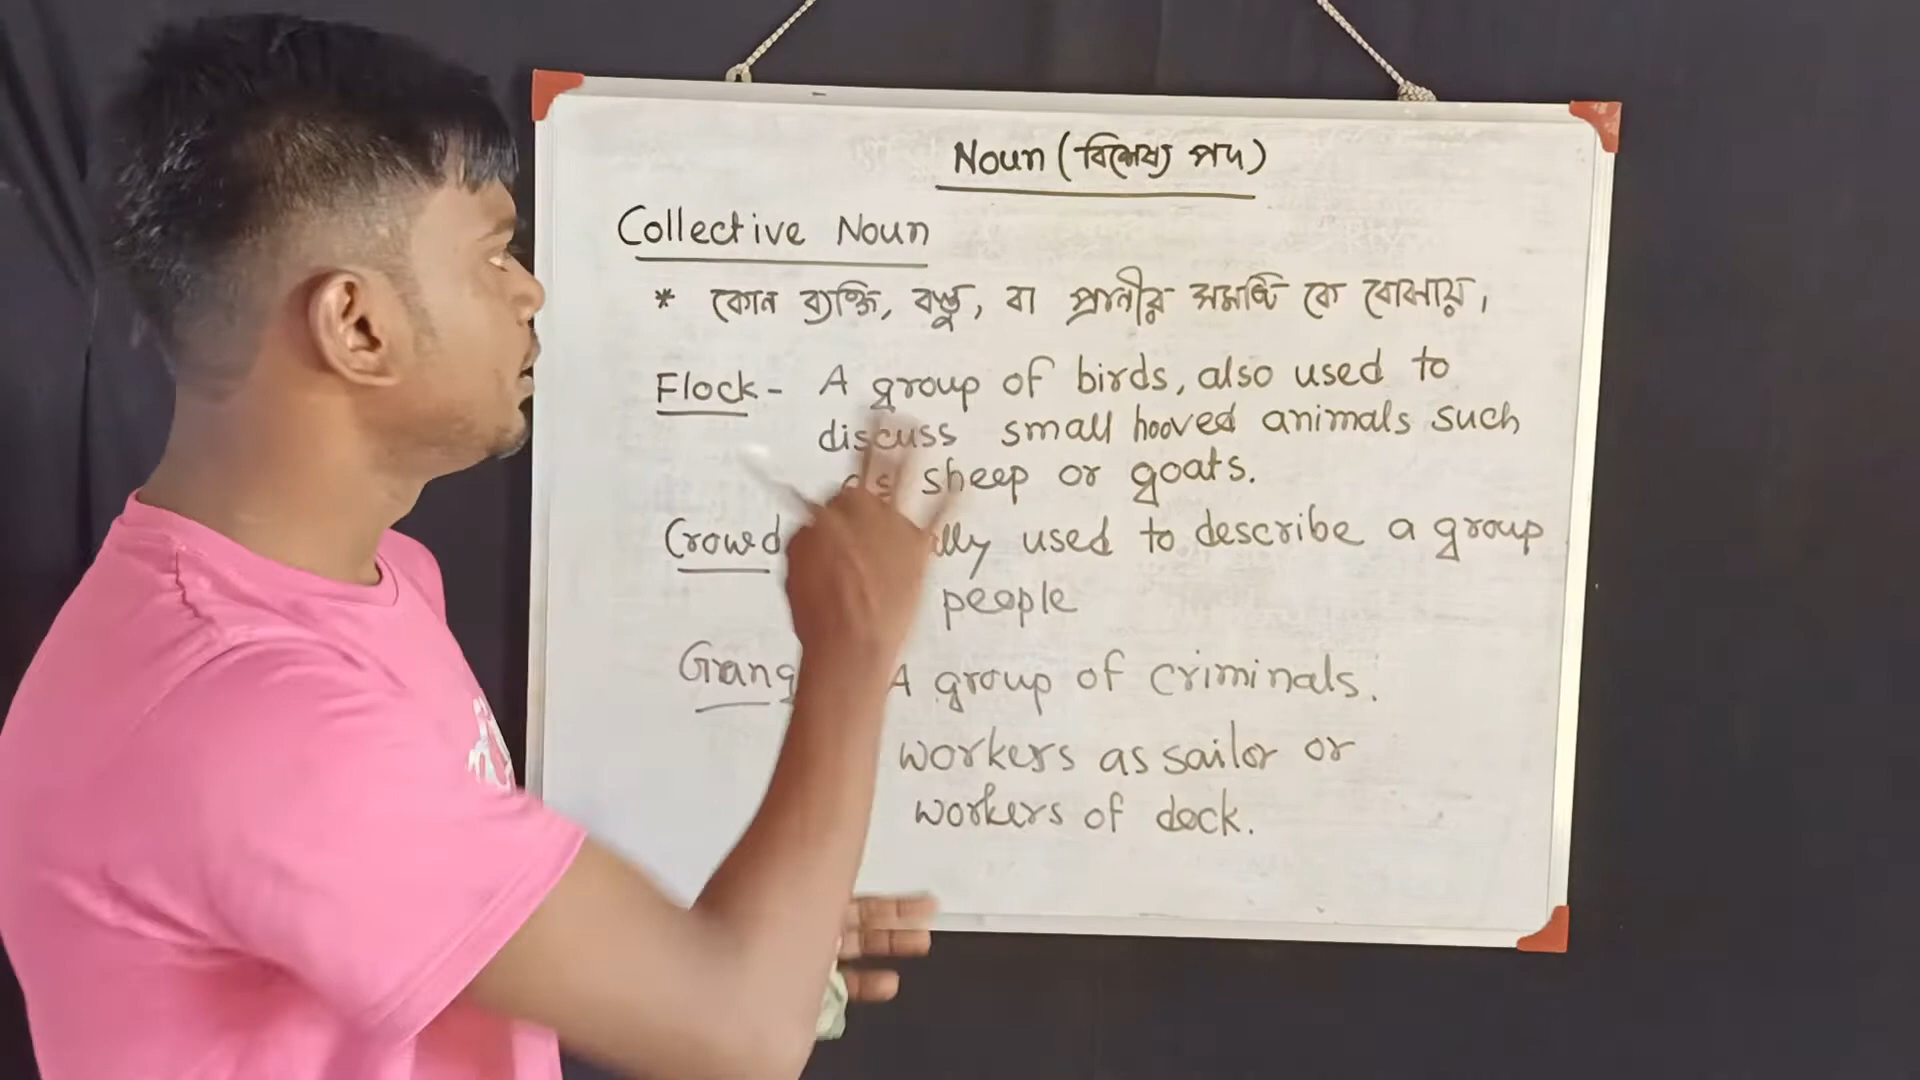 Noun (বিশেষ্য পদ)
Collective Noun
* কোন ব্যক্তি, বস্তু, বা প্রানীর সমষ্টি কে বোঝায়।
Flock - A group of birds, also used to
discuss small hooved animals such
as sheep or goats.
Crowd used to describe a group
people
Gang A group of criminals.
workers as sailor or
workers of dock.